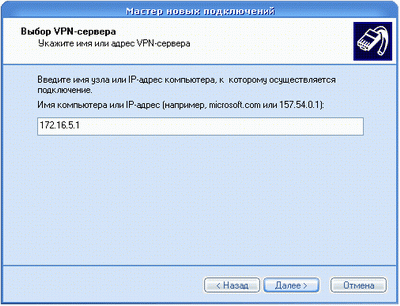 Мастер новых подключений
Выбор VPN-сервера
Укажите имя или адрес VPN-сервера
Введите имя узла или IP-адрес компьютера, к которому осуществляется
подключение.
Имя компьютера или IP-адрес (например, microsoft.com или 157.54.0.1):
172.16.5.1
< Назад Далее > Отмена